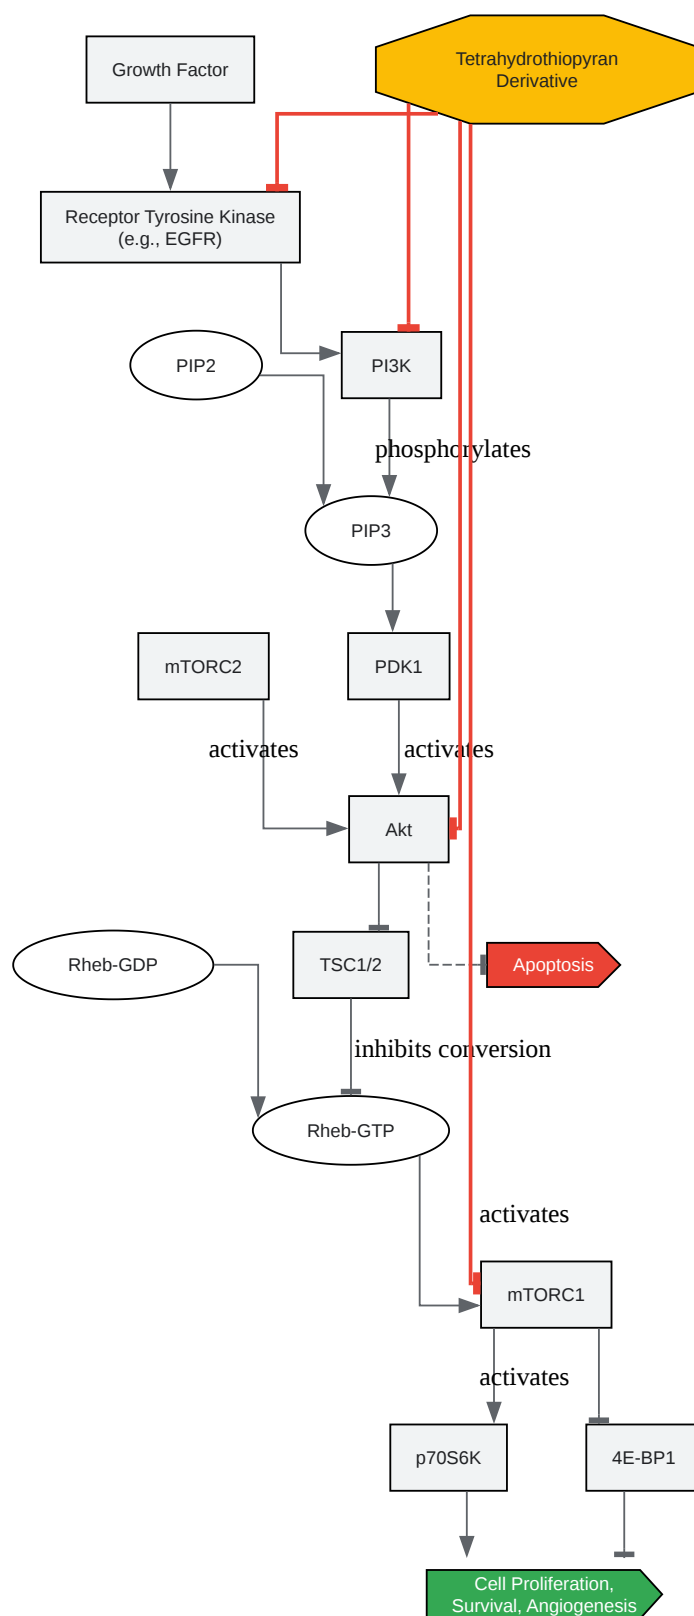 Growth Factor
Tetrahydrothiopyran
Derivative
Receptor Tyrosine Kinase
(e.g., EGFR)
PIP2
PI3K
phosphorylates
PIP3
mTORC2
PDK1
activates
activates
Akt
Rheb-GDP
TSC1/2
Apoptosis
inhibits conversion
Rheb-GTP
activates
mTORC1
activates
p70S6K
4E-BP1
Cell Proliferation,
Survival, Angiogenesis